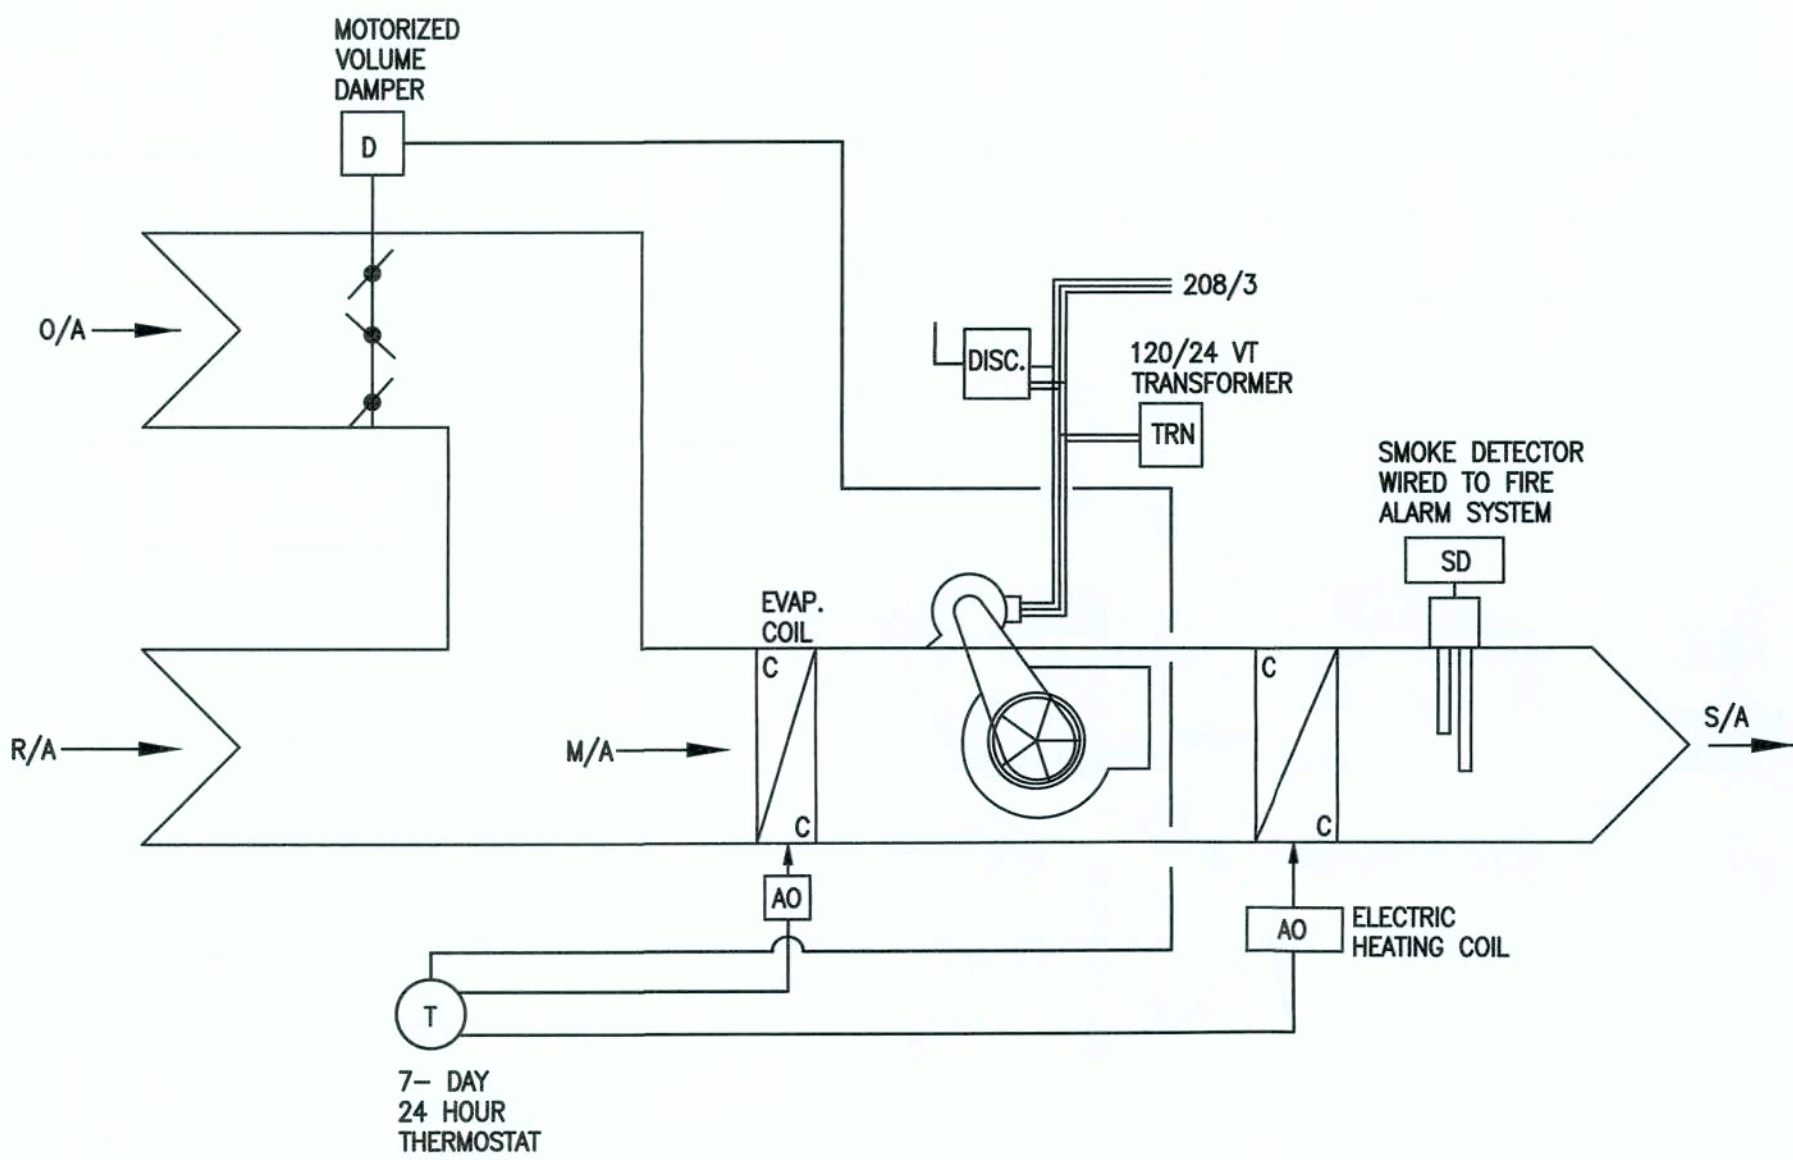 MOTORIZED
VOLUME
DAMPER
D
O/A
208/3
DISC.
120/24 VT
TRANSFORMER
TRN
SMOKE DETECTOR
WIRED TO FIRE
ALARM SYSTEM
SD
EVAP.
COIL
C
C
R/A
M/A
S/A
C
C
AO
AO
ELECTRIC
HEATING COIL
T
7- DAY
24 HOUR
THERMOSTAT